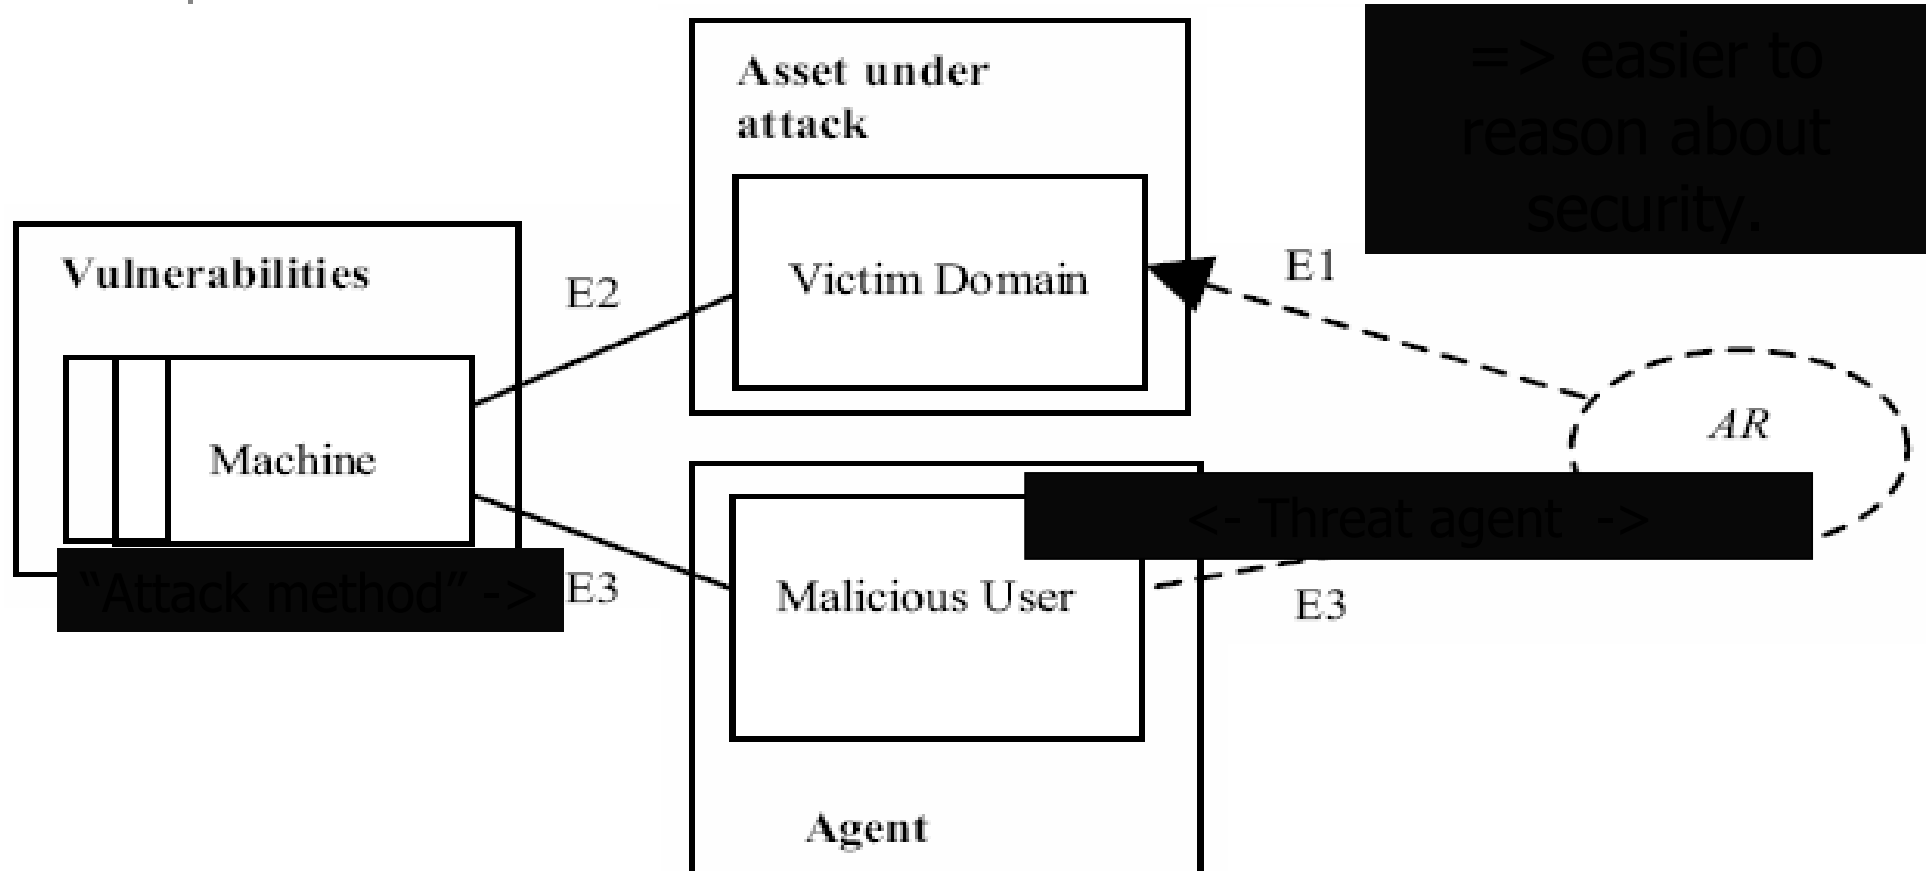 Asset under
attack
=> easier to
reason about
security.
Vulnerabilities
E2
Victim Domain
E1
Machine
AR
<- Threat agent ->
"Attack method" ->
E3
Malicious User
E3
Agent